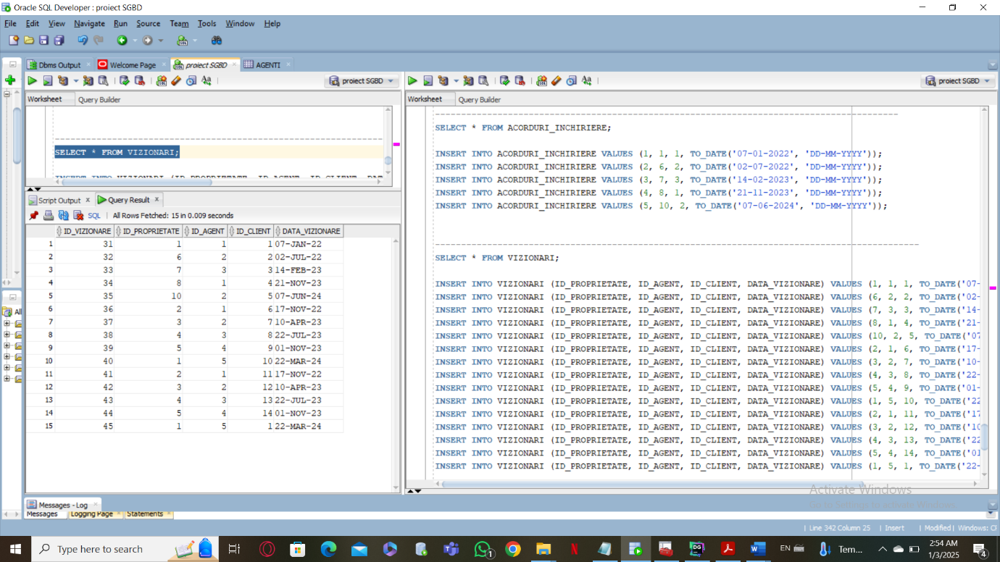 Oracle SQL Developer : proiect SGBD
File Edit View Navigate Run Source Team Tools Window Help
Dbms Output Welcome Page proiect SGBD AGENTI
proiect SGBD
Worksheet Query Builder
SELECT * FROM VIZIONARI;
INSERT INTO VIZIONARI (ID_PROPRIETATE, ID_AGENT, ID_CLIENT, DAT
Script Output Query Result
SQL All Rows Fetched: 15 in 0.009 seconds
ID_VIZIONARE ID_PROPRIETATE ID_AGENT ID_CLIENT DATA_VIZIONARE
1 31 1 1 1 07-JAN-22
2 32 6 2 2 02-JUL-22
3 33 7 3 3 14-FEB-23
4 34 8 1 4 21-NOV-23
5 35 10 2 5 07-JUN-24
6 36 2 1 6 17-NOV-22
7 37 3 2 7 10-APR-23
8 38 4 3 8 22-JUL-23
9 39 5 4 9 01-NOV-23
10 40 1 5 10 22-MAR-24
11 41 2 1 11 17-NOV-22
12 42 3 2 12 10-APR-23
13 43 4 3 13 22-JUL-23
14 44 5 4 14 01-NOV-23
15 45 1 5 1 22-MAR-24
proiect SGBD
Worksheet Query Builder
SELECT * FROM ACORDURI_INCHIRIERE;
INSERT INTO ACORDURI_INCHIRIERE VALUES (1, 1, 1, TO_DATE('07-01-2022', 'DD-MM-YYYY'));
INSERT INTO ACORDURI_INCHIRIERE VALUES (2, 6, 2, TO_DATE('02-07-2022', 'DD-MM-YYYY'));
INSERT INTO ACORDURI_INCHIRIERE VALUES (3, 7, 3, TO_DATE('14-02-2023', 'DD-MM-YYYY'));
INSERT INTO ACORDURI_INCHIRIERE VALUES (4, 8, 1, TO_DATE('21-11-2023', 'DD-MM-YYYY'));
INSERT INTO ACORDURI_INCHIRIERE VALUES (5, 10, 2, TO_DATE('07-06-2024', 'DD-MM-YYYY'));
SELECT * FROM VIZIONARI;
INSERT INTO VIZIONARI (ID_PROPRIETATE, ID_AGENT, ID_CLIENT, DATA_VIZIONARE) VALUES (1, 1, 1, TO_DATE('07-
INSERT INTO VIZIONARI (ID_PROPRIETATE, ID_AGENT, ID_CLIENT, DATA_VIZIONARE) VALUES (6, 2, 2, TO_DATE('02-
INSERT INTO VIZIONARI (ID_PROPRIETATE, ID_AGENT, ID_CLIENT, DATA_VIZIONARE) VALUES (7, 3, 3, TO_DATE('14-
INSERT INTO VIZIONARI (ID_PROPRIETATE, ID_AGENT, ID_CLIENT, DATA_VIZIONARE) VALUES (8, 1, 4, TO_DATE('21-
INSERT INTO VIZIONARI (ID_PROPRIETATE, ID_AGENT, ID_CLIENT, DATA_VIZIONARE) VALUES (10, 2, 5, TO_DATE('07
INSERT INTO VIZIONARI (ID_PROPRIETATE, ID_AGENT, ID_CLIENT, DATA_VIZIONARE) VALUES (2, 1, 6, TO_DATE('17-
INSERT INTO VIZIONARI (ID_PROPRIETATE, ID_AGENT, ID_CLIENT, DATA_VIZIONARE) VALUES (3, 2, 7, TO_DATE('10-
INSERT INTO VIZIONARI (ID_PROPRIETATE, ID_AGENT, ID_CLIENT, DATA_VIZIONARE) VALUES (4, 3, 8, TO_DATE('22-
INSERT INTO VIZIONARI (ID_PROPRIETATE, ID_AGENT, ID_CLIENT, DATA_VIZIONARE) VALUES (5, 4, 9, TO_DATE('01-
INSERT INTO VIZIONARI (ID_PROPRIETATE, ID_AGENT, ID_CLIENT, DATA_VIZIONARE) VALUES (1, 5, 10, TO_DATE('22
INSERT INTO VIZIONARI (ID_PROPRIETATE, ID_AGENT, ID_CLIENT, DATA_VIZIONARE) VALUES (2, 1, 11, TO_DATE('17
INSERT INTO VIZIONARI (ID_PROPRIETATE, ID_AGENT, ID_CLIENT, DATA_VIZIONARE) VALUES (3, 2, 12, TO_DATE('10
INSERT INTO VIZIONARI (ID_PROPRIETATE, ID_AGENT, ID_CLIENT, DATA_VIZIONARE) VALUES (4, 3, 13, TO_DATE('22
INSERT INTO VIZIONARI (ID_PROPRIETATE, ID_AGENT, ID_CLIENT, DATA_VIZIONARE) VALUES (5, 4, 14, TO_DATE('01
INSERT INTO VIZIONARI (ID_PROPRIETATE, ID_AGENT, ID_CLIENT, DATA_VIZIONARE) VALUES (1, 5, 1, TO_DATE('22-
Activate Windows
Go to Settings to activate Windows.
All
Messages - Log
Messages Logging Page Statements
Line 342 Column 25 Insert Modified Windows: CF
Type here to search
1
DG
EN Tem... 2:54 AM
1/3/2025
4